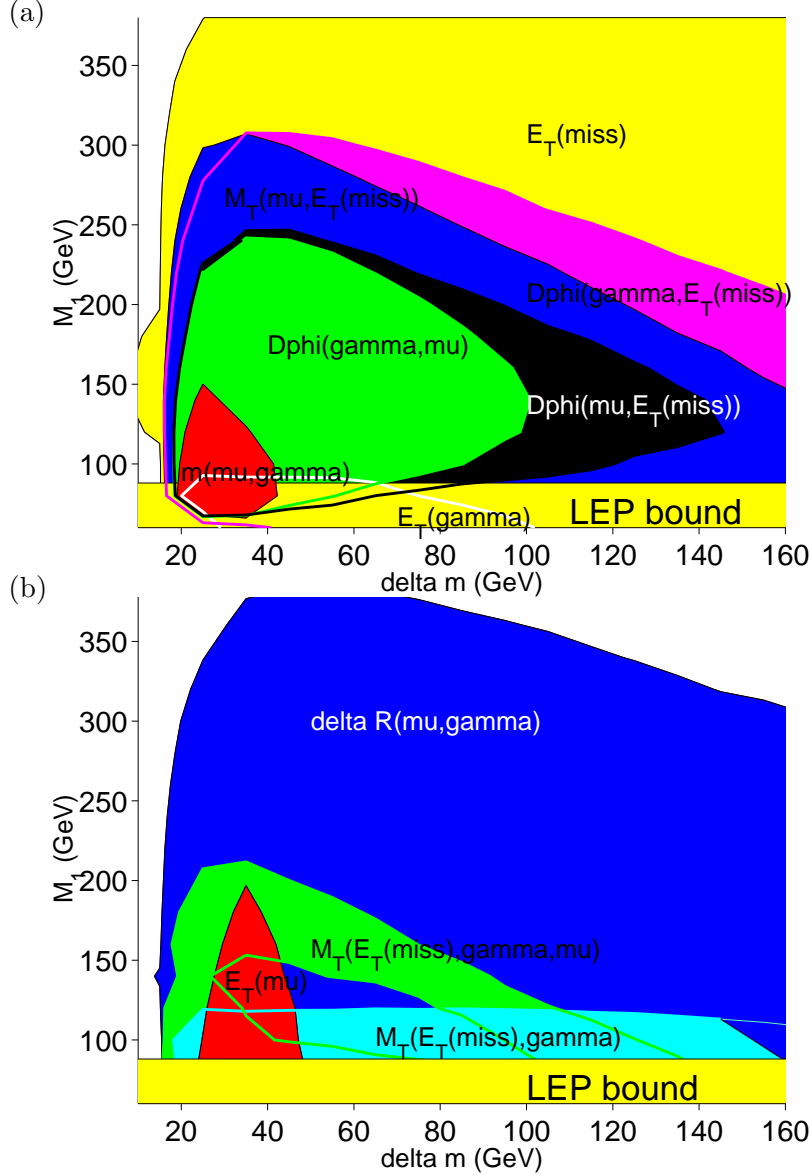 (a)
350
300
250
200
150
100
M_1 (GeV)
E_T(miss)
M_T(mu,E_T(miss))
Dphi(gamma,E_T(miss))
Dphi(gamma,mu)
Dphi(mu,E_T(miss))
m(mu,gamma)
E_T(gamma)
LEP bound
20 40 60 80 100 120 140 160
delta m (GeV)
(b)
350
300
250
200
150
100
M_1 (GeV)
delta R(mu,gamma)
M_T(E_T(miss),gamma,mu)
E_T(mu)
M_T(E_T(miss),gamma)
LEP bound
20 40 60 80 100 120 140 160
delta m (GeV)